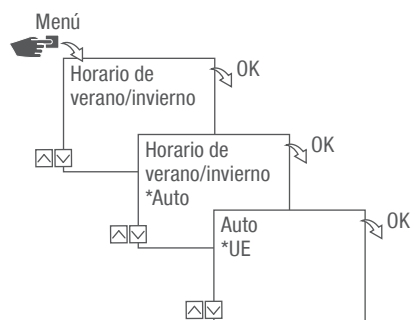 Menú
Horario de
verano/invierno
OK
Horario de
verano/invierno
*Auto
OK
Auto
*UE
OK